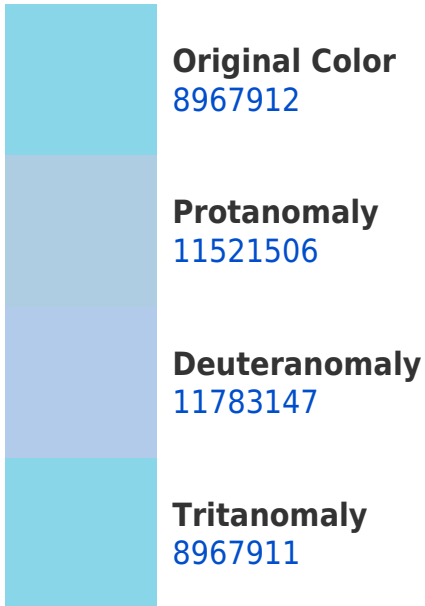 Original Color
8967912
Protanomaly
11521506
Deuteranomaly
11783147
Tritanomaly
8967911